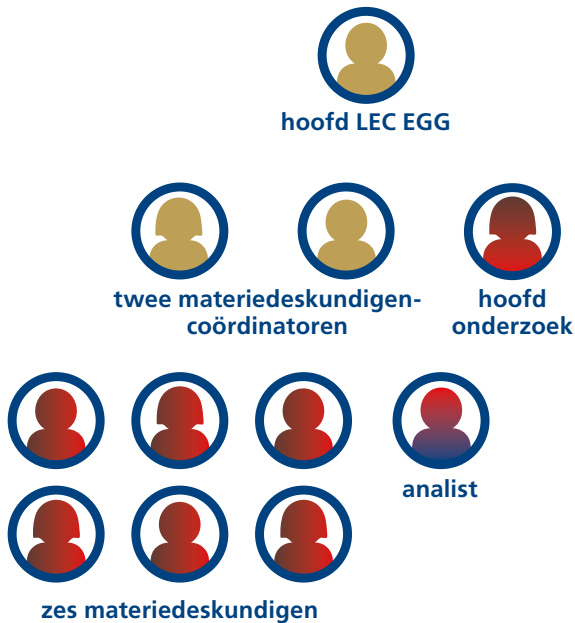 hoofd LEC EGG
twee materiedeskundigen-
coördinatoren
hoofd
onderzoek
analist
zes materiedeskundigen